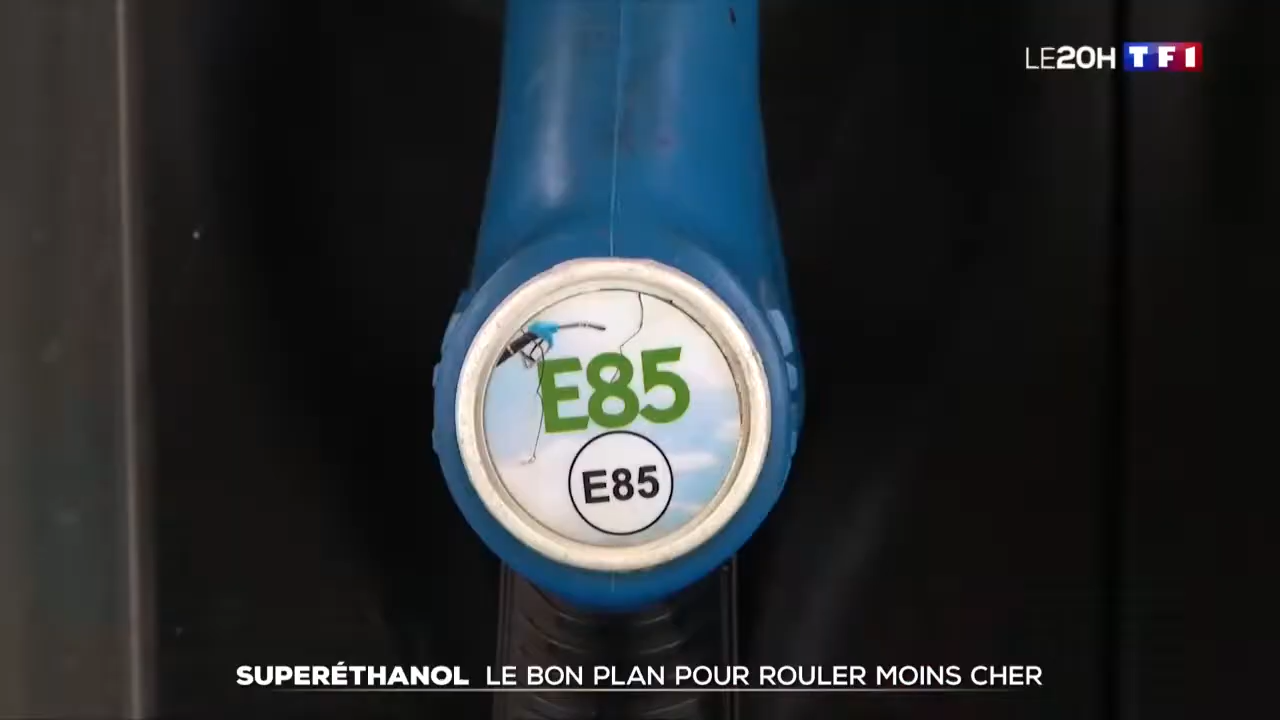 LE20H TF1
E85
E85
SUPERÉTHANOL LE BON PLAN POUR ROULER MOINS CHER